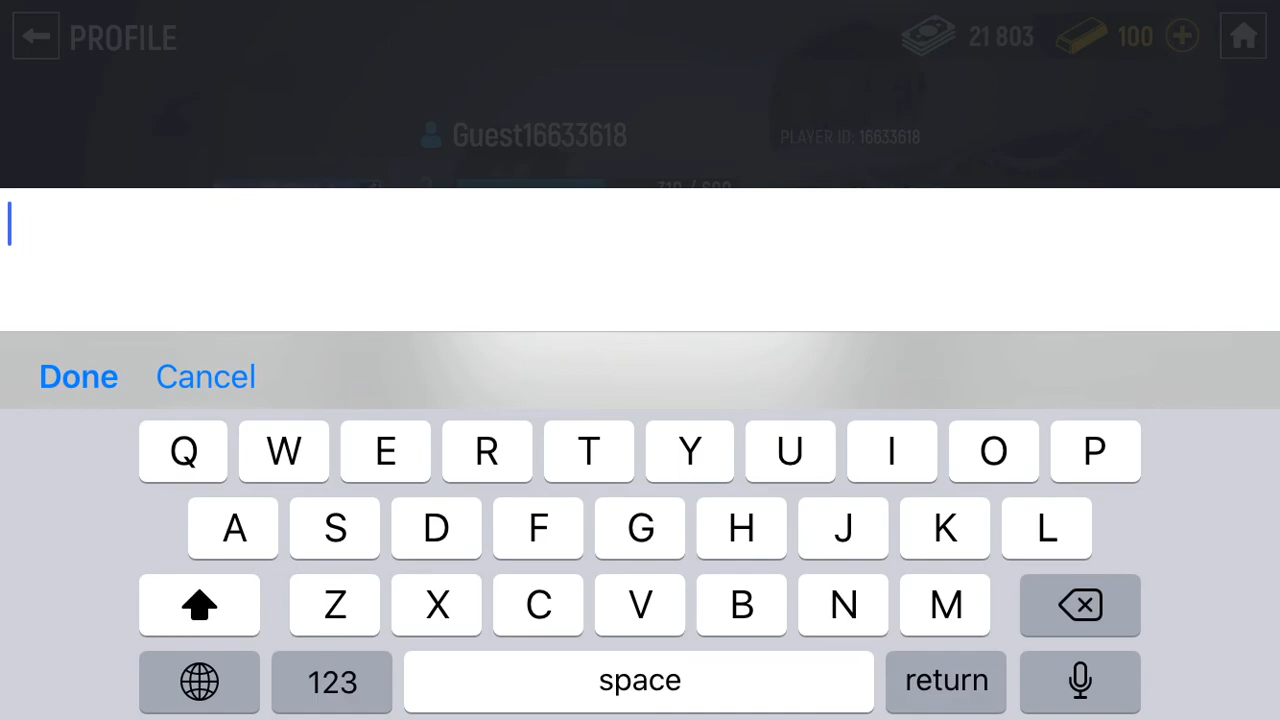 PROFILE 21 803 100
Guest16633618 PLAYER ID: 16633618
Done Cancel
Q W E R T Y U I O P
A S D F G H J K L
Z X C V B N M
123 space return